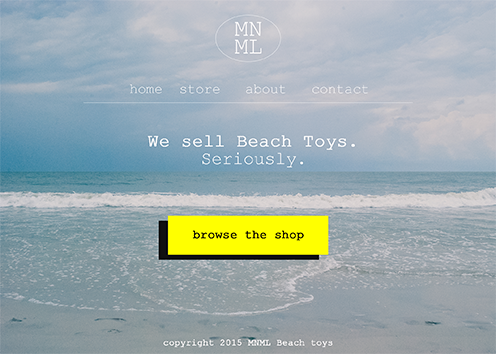 MN
ML
home store about contact
We sell Beach Toys.
Seriously.
browse the shop
copyright 2015 MNML Beach toys